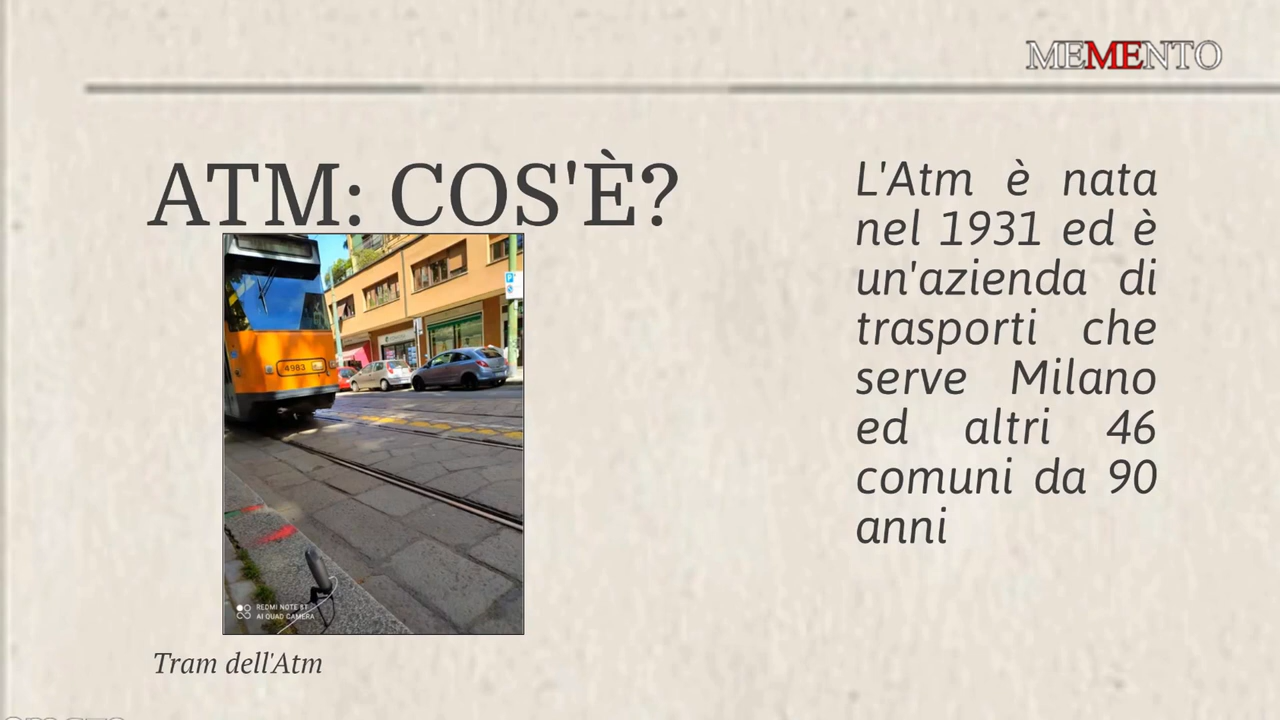 MEMENTO
ATM: COS'È?
4983
P
REDMI NOTE 8T
AI QUAD CAMERA
Tram dell'Atm
L'Atm è nata
nel 1931 ed è
un'azienda di
trasporti che
serve Milano
ed altri 46
comuni da 90
anni